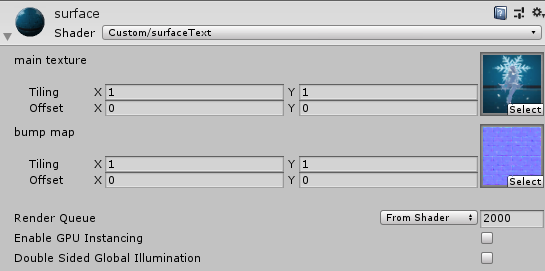 surface
Shader Custom/surfaceText
main texture
Tiling X 1 Y 1
Offset X 0 Y 0
Select
bump map
Tiling X 1 Y 1
Offset X 0 Y 0
Select
Render Queue From Shader 2000
Enable GPU Instancing
Double Sided Global Illumination